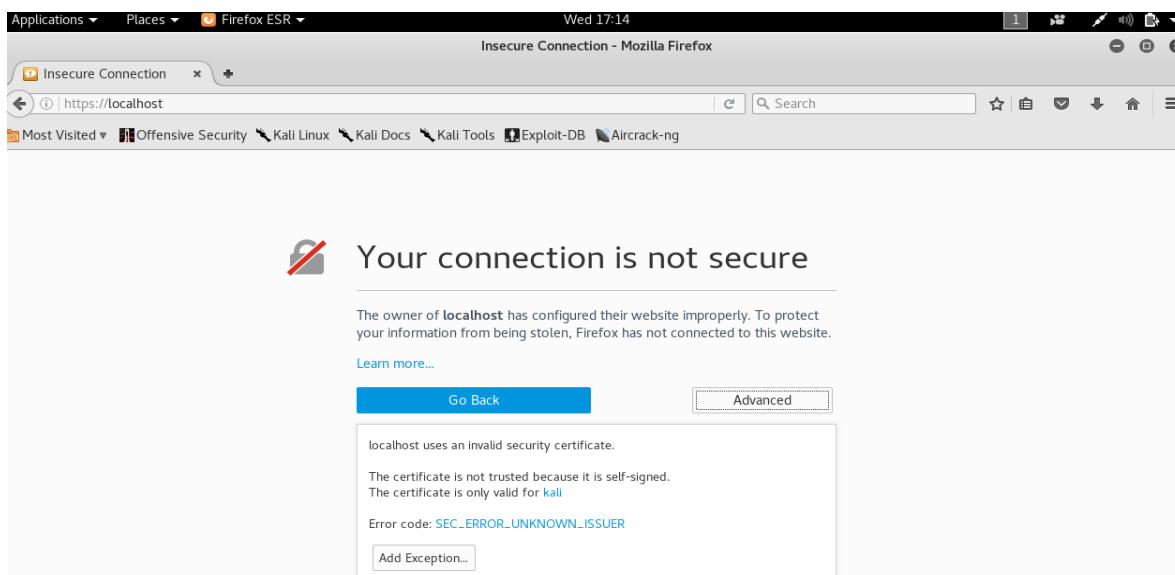 Applications Places Firefox ESR Wed 17:14 1
Insecure Connection - Mozilla Firefox
Insecure Connection
https://localhost Search
Most Visited Offensive Security Kali Linux Kali Docs Kali Tools Exploit-DB Aircrack-ng
Your connection is not secure
The owner of localhost has configured their website improperly. To protect
your information from being stolen, Firefox has not connected to this website.
Learn more...
Go Back Advanced
localhost uses an invalid security certificate.
The certificate is not trusted because it is self-signed.
The certificate is only valid for kali
Error code: SEC_ERROR_UNKNOWN_ISSUER
Add Exception...